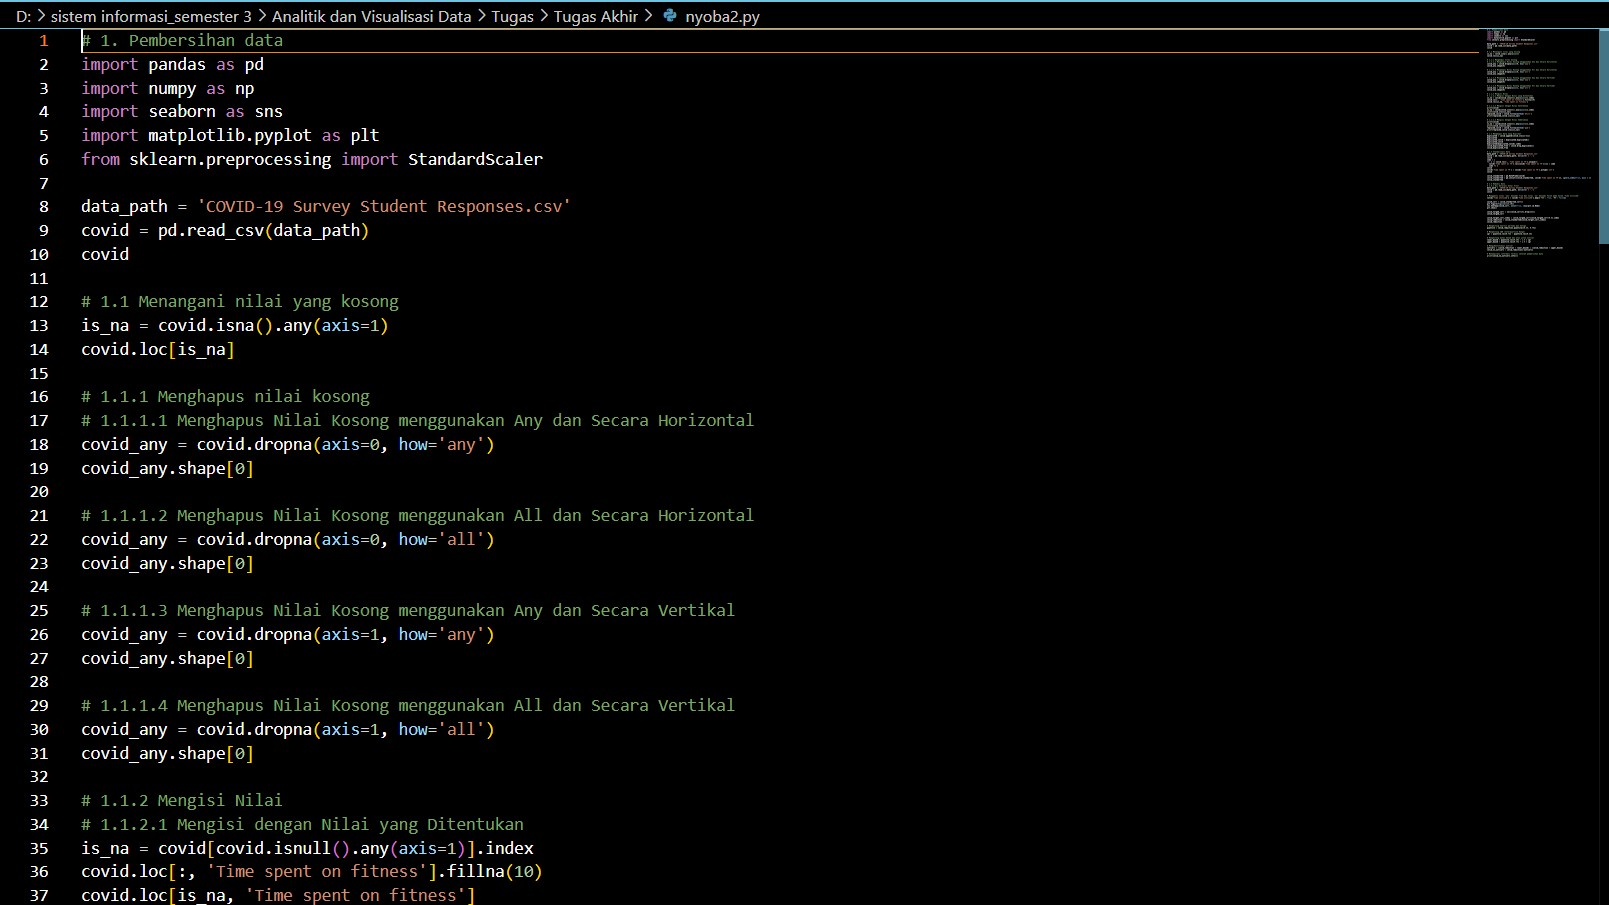 D: > sistem informasi_semester 3 > Analitik dan Visualisasi Data > Tugas > Tugas Akhir > nyoba2.py
1 # 1. Pembersihan data
2 import pandas as pd
3 import numpy as np
4 import seaborn as sns
5 import matplotlib.pyplot as plt
6 from sklearn.preprocessing import StandardScaler
7
8 data_path = 'COVID-19 Survey Student Responses.csv'
9 covid = pd.read_csv(data_path)
10 covid
11
12 # 1.1 Menangani nilai yang kosong
13 is_na = covid.isna().any(axis=1)
14 covid.loc[is_na]
15
16 # 1.1.1 Menghapus nilai kosong
17 # 1.1.1.1 Menghapus Nilai Kosong menggunakan Any dan Secara Horizontal
18 covid_any = covid.dropna(axis=0, how='any')
19 covid_any.shape[0]
20
21 # 1.1.1.2 Menghapus Nilai Kosong menggunakan All dan Secara Horizontal
22 covid_any = covid.dropna(axis=0, how='all')
23 covid_any.shape[0]
24
25 # 1.1.1.3 Menghapus Nilai Kosong menggunakan Any dan Secara Vertikal
26 covid_any = covid.dropna(axis=1, how='any')
27 covid_any.shape[0]
28
29 # 1.1.1.4 Menghapus Nilai Kosong menggunakan All dan Secara Vertikal
30 covid_any = covid.dropna(axis=1, how='all')
31 covid_any.shape[0]
32
33 # 1.1.2 Mengisi Nilai
34 # 1.1.2.1 Mengisi dengan Nilai yang Ditentukan
35 is_na = covid[covid.isnull().any(axis=1)].index
36 covid.loc[:, 'Time spent on fitness'].fillna(10)
37 covid.loc[is_na, 'Time spent on fitness']